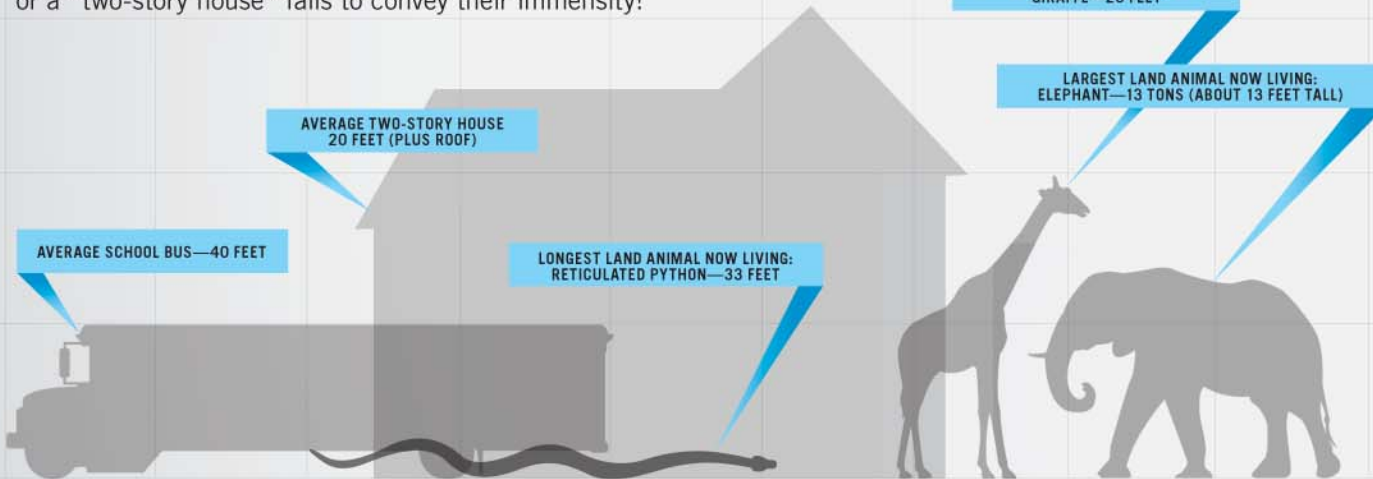 or a “two-story house” fails to convey their immensity!
LARGEST LAND ANIMAL NOW LIVING:
ELEPHANT—13 TONS (ABOUT 13 FEET TALL)
AVERAGE TWO-STORY HOUSE
20 FEET (PLUS ROOF)
AVERAGE SCHOOL BUS—40 FEET
LONGEST LAND ANIMAL NOW LIVING:
RETICULATED PYTHON—33 FEET